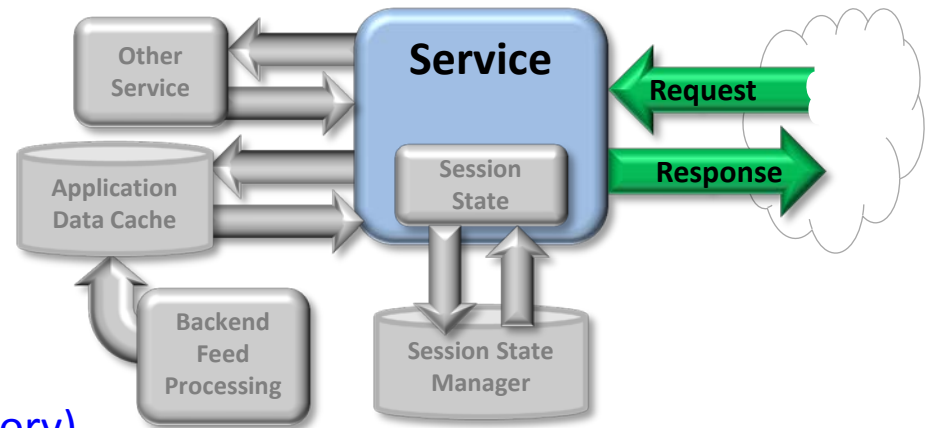 Other
Service
Service
Request
Response
Session
State
Application
Data Cache
Backend
Feed
Processing
Session State
Manager